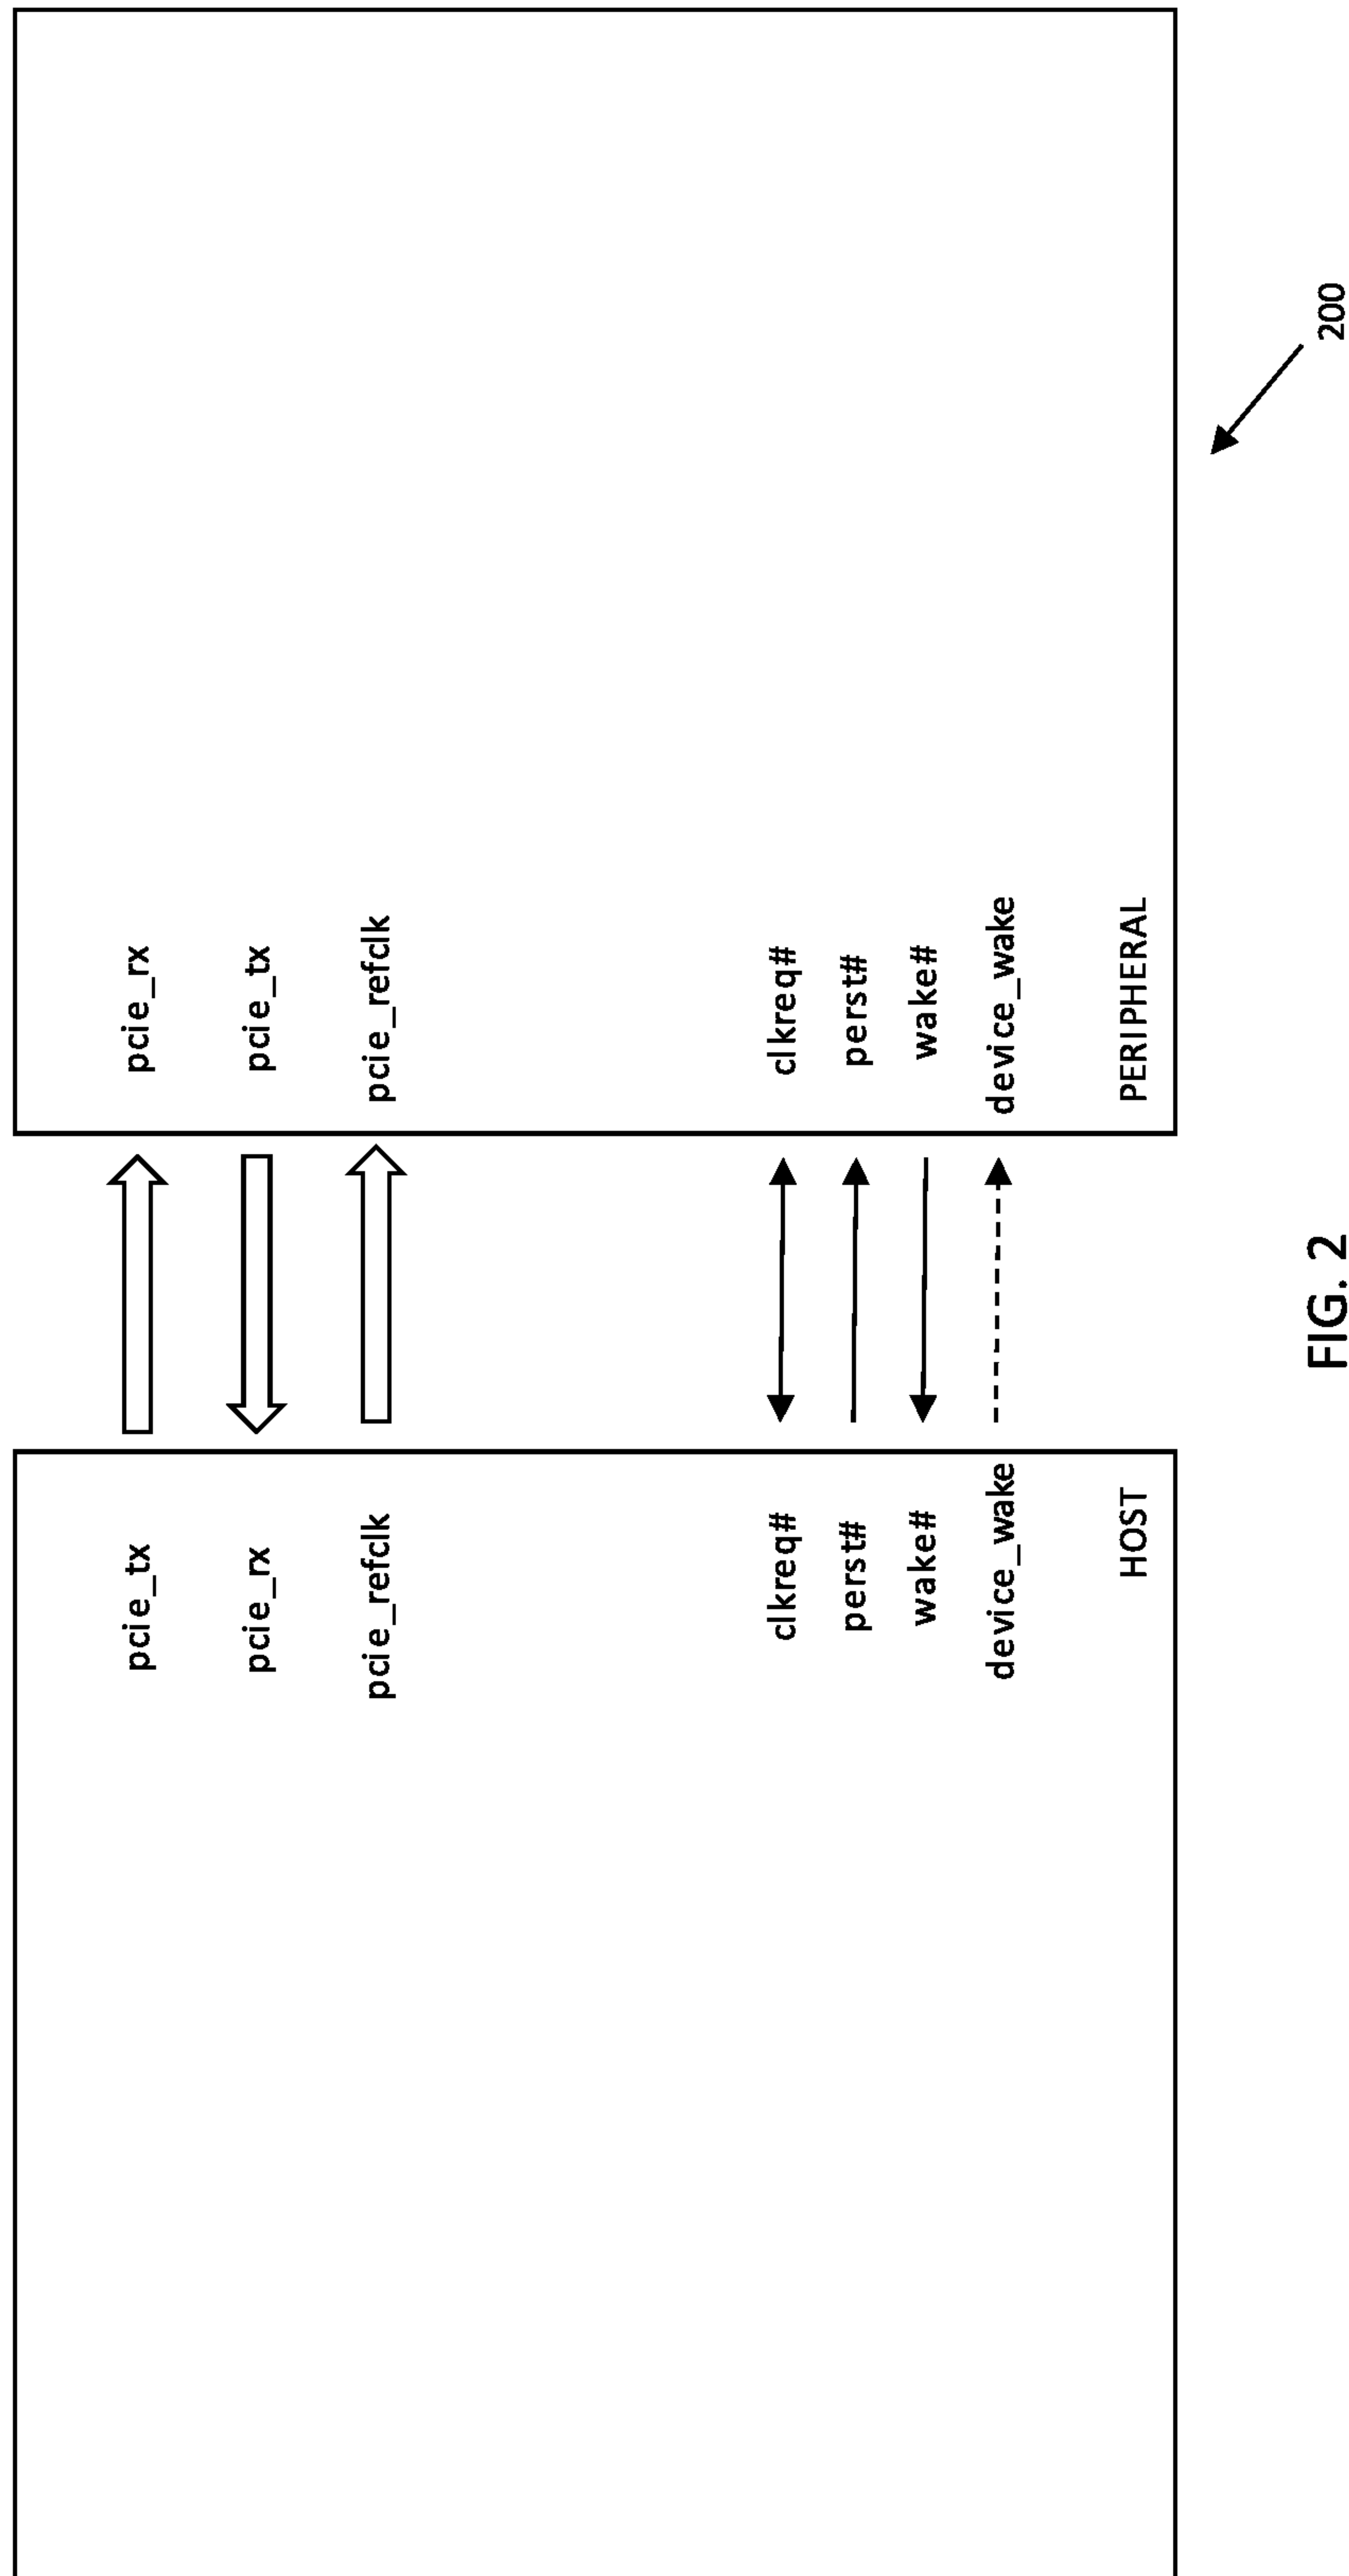 pcie_tx
pcie_rx
pcie_refclk
clkreq#
perst#
wake#
device_wake
HOST
pcie_rx
pcie_tx
pcie_refclk
clkreq#
perst#
wake#
device_wake
PERIPHERAL
200
FIG. 2